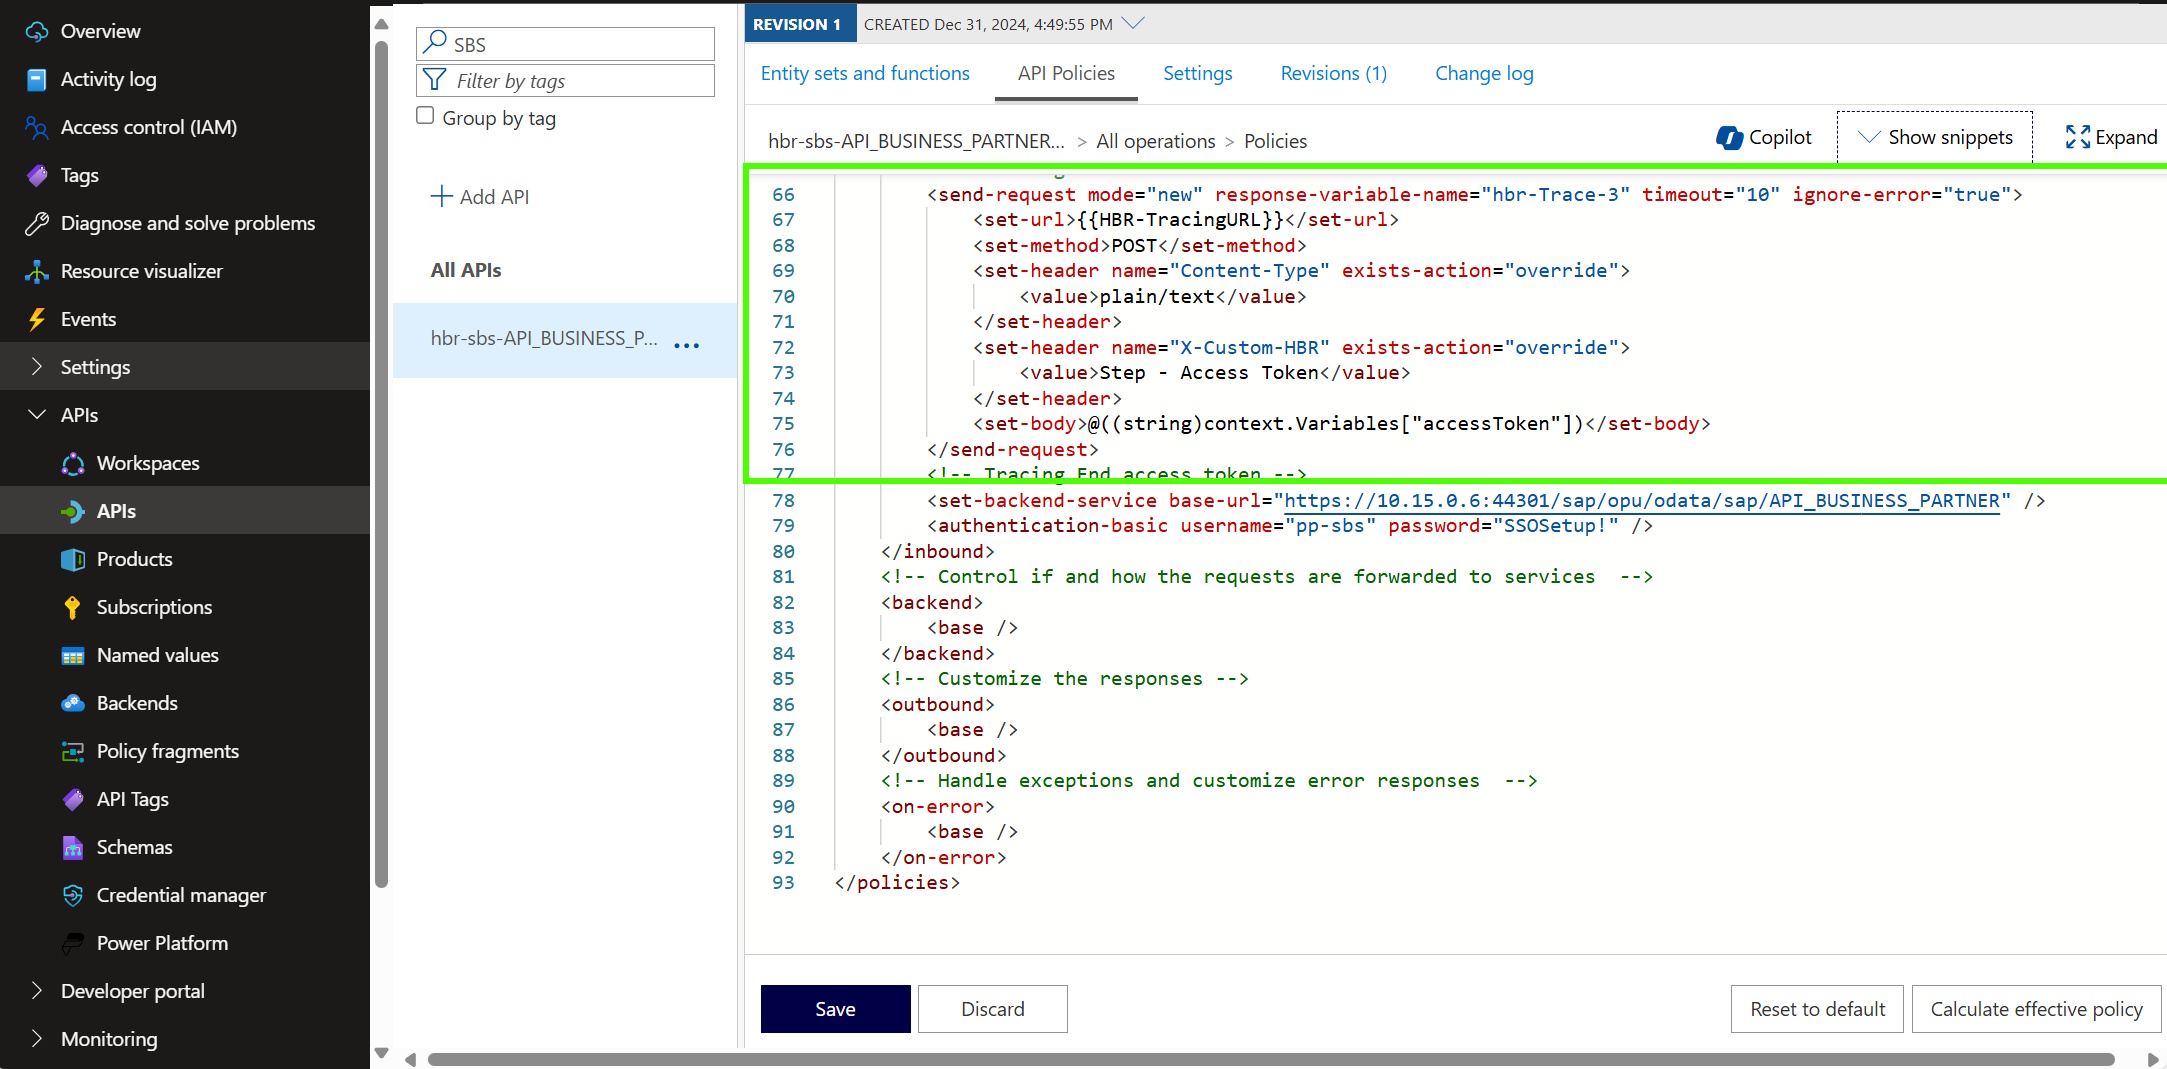 Overview
Activity log
Access control (IAM)
Tags
Diagnose and solve problems
Resource visualizer
Events
Settings
APIs
Workspaces
APIs
Products
Subscriptions
Named values
Backends
Policy fragments
API Tags
Schemas
Credential manager
Power Platform
Developer portal
Monitoring
SBS
Filter by tags
Group by tag
Add API
All APIs
hbr-sbs-API_BUSINESS_P... ...
REVISION 1 CREATED Dec 31, 2024, 4:49:55 PM
Entity sets and functions API Policies Settings Revisions (1) Change log
hbr-sbs-API_BUSINESS_PARTNER... > All operations > Policies
Copilot Show snippets Expand
66 <send-request mode="new" response-variable-name="hbr-Trace-3" timeout="10" ignore-error="true">
67 <set-url>{{HBR-TracingURL}}</set-url>
68 <set-method>POST</set-method>
69 <set-header name="Content-Type" exists-action="override">
70 <value>plain/text</value>
71 </set-header>
72 <set-header name="X-Custom-HBR" exists-action="override">
73 <value>Step - Access Token</value>
74 </set-header>
75 <set-body>@((string)context.Variables["accessToken"])</set-body>
76 </send-request>
77 <!-- Tracing End access token -->
78 <set-backend-service base-url="https://10.15.0.6:44301/sap/opu/odata/sap/API_BUSINESS_PARTNER" />
79 <authentication-basic username="pp-sbs" password="SSOSetup!" />
80 </inbound>
81 <!-- Control if and how the requests are forwarded to services  -->
82 <backend>
83 <base />
84 </backend>
85 <!-- Customize the responses -->
86 <outbound>
87 <base />
88 </outbound>
89 <!-- Handle exceptions and customize error responses  -->
90 <on-error>
91 <base />
92 </on-error>
93 </policies>
Save Discard Reset to default Calculate effective policy